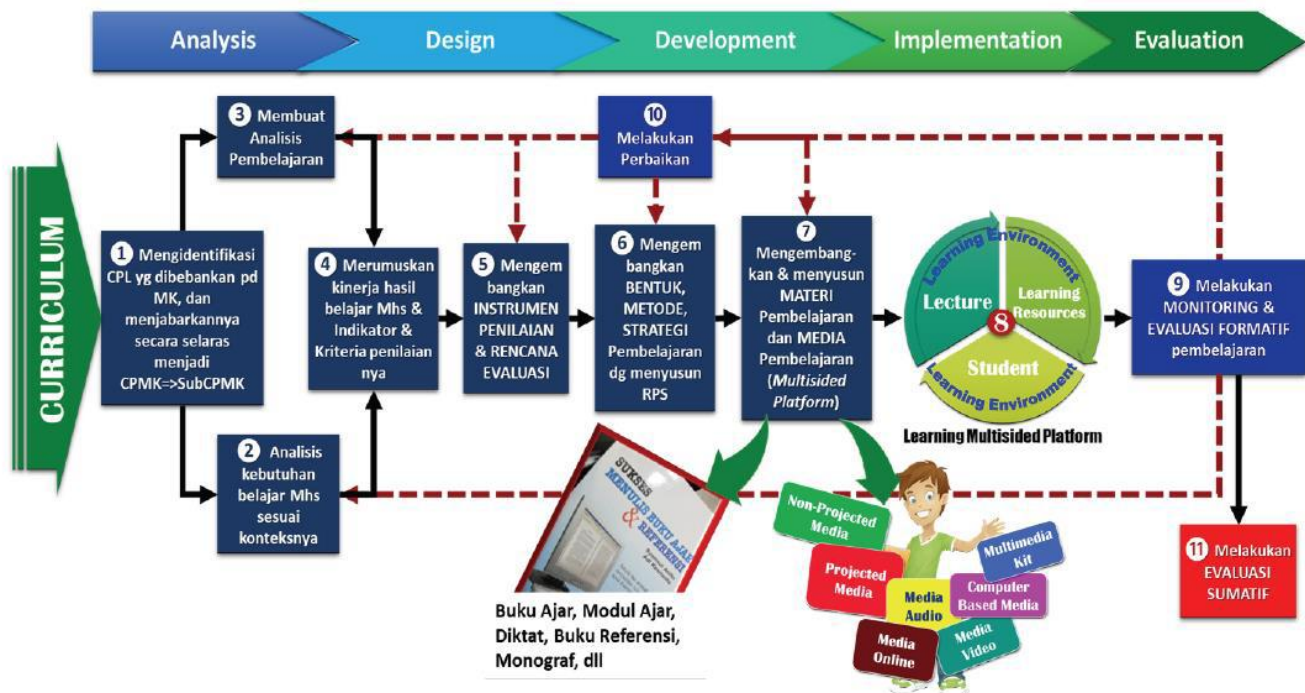 Analysis
Design
Development
Implementation
Evaluation
CURRICULUM
3 Membuat
Analisis
Pembelajaran
10
Melakukan
Perbaikan
1 Mengidentifikasi
CPL yg dibebankan pd
MK, dan
menjabarkannya
secara selaras
menjadi
CPMK=>SubCPMK
4 Merumuskan
kinerja hasil
belajar Mhs &
Indikator &
Kriteria penilaian
nya
5 Mengem
bangkan
INSTRUMEN
PENILAIAN
& RENCANA
EVALUASI
6 Mengem
bangkan
BENTUK,
METODE,
STRATEGI
Pembelajaran
dg menyusun
RPS
7
Mengembang-
kan & menyusun
MATERI
Pembelajaran
dan MEDIA
Pembelajaran
(Multisided
Platform)
Learning Environment
Lecture
Learning
Resources
8
Student
Learning Environment
Learning Multisided Platform
9 Melakukan
MONITORING &
EVALUASI FORMATIF
pembelajaran
2 Analisis
kebutuhan
belajar Mhs
sesuai
konteksnya
11 Melakukan
EVALUASI
SUMATIF
SUKSES
MENULIS BUKU AJAR
& REFERENSI
Buku Ajar, Modul Ajar,
Diktat, Buku Referensi,
Monograf, dll
Non-Projected
Media
Projected
Media
Media
Audio
Multimedia
Kit
Computer
Based Media
Media
Online
Media
Video